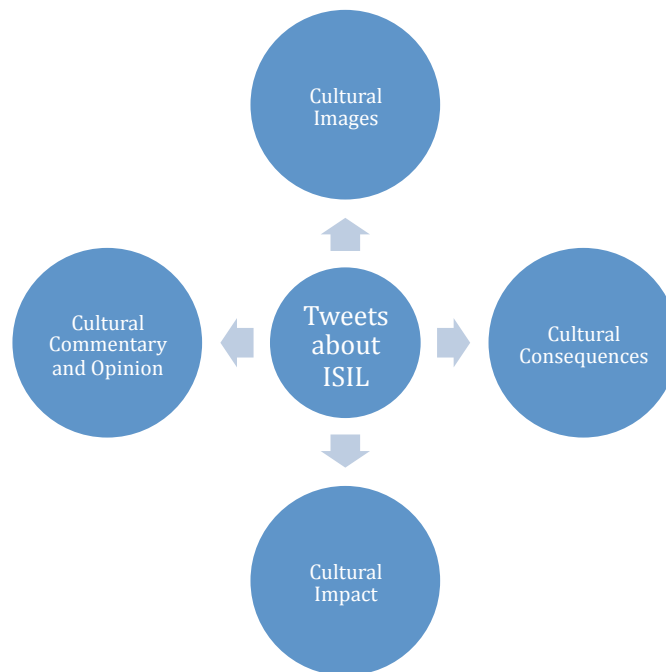 Cultural
Images
Cultural
Commentary
and Opinion
Tweets
about
ISIL
Cultural
Consequences
Cultural
Impact